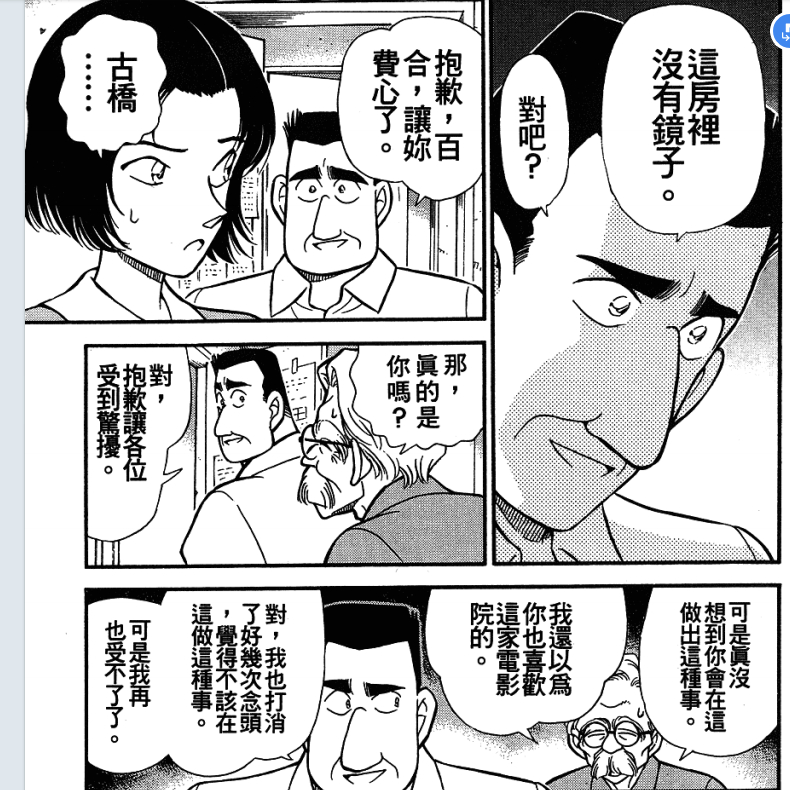 這房裡
沒有鏡子。
對吧？
抱歉，百
合，讓妳
費心了。
古橋
……
那，
真的是
你嗎？
對，
抱歉讓各位
受到驚擾。
可是真沒
想到你會在這
做出這種事。
我還以為
你也喜歡
這家電影
院的。
對，我也打消
了好幾次念頭
，覺得不該在
這做這種事。
可是我再
也受不了了。